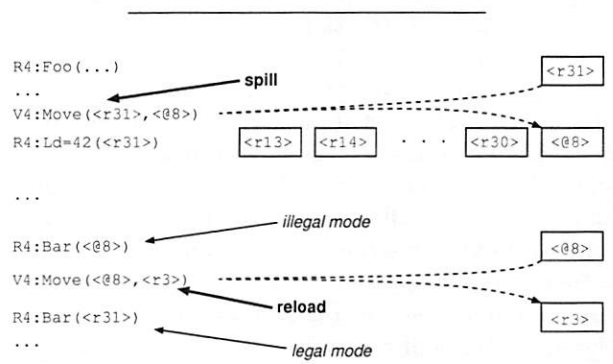 R4:Foo(...) <r31>
...
spill
V4:Move(<r31>,<@8>)
R4:Ld=42(<r31>) <r13> <r14> · · · <r30> <@8>
...
illegal mode
R4:Bar(<@8>) <@8>
V4:Move(<@8>,<r3>)
reload
R4:Bar(<r31>) <r3>
...
legal mode